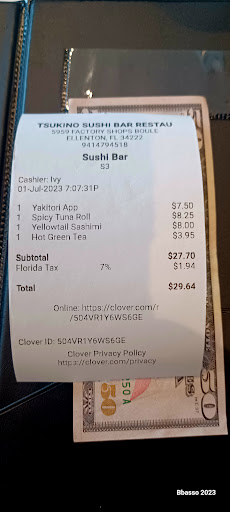 TSUKINO SUSHI BAR RESTAU
5959 FACTORY SHOPS BOULE
ELLENTON, FL 34222
9414794518
Sushi Bar
S3
Cashier: Ivy
01-Jul-2023 7:07:31P
1 Yakitori App $7.50
1 Spicy Tuna Roll $8.25
1 Yellowtail Sashimi $8.00
1 Hot Green Tea $3.95
Subtotal $27.70
Florida Tax 7% $1.94
Total $29.64
Online: https://clover.com/r
/504VR1Y6WS6GE
Clover ID: 504VR1Y6WS6GE
Clover Privacy Policy
https://clover.com/privacy
50
50 A
50
Bbasso 2023